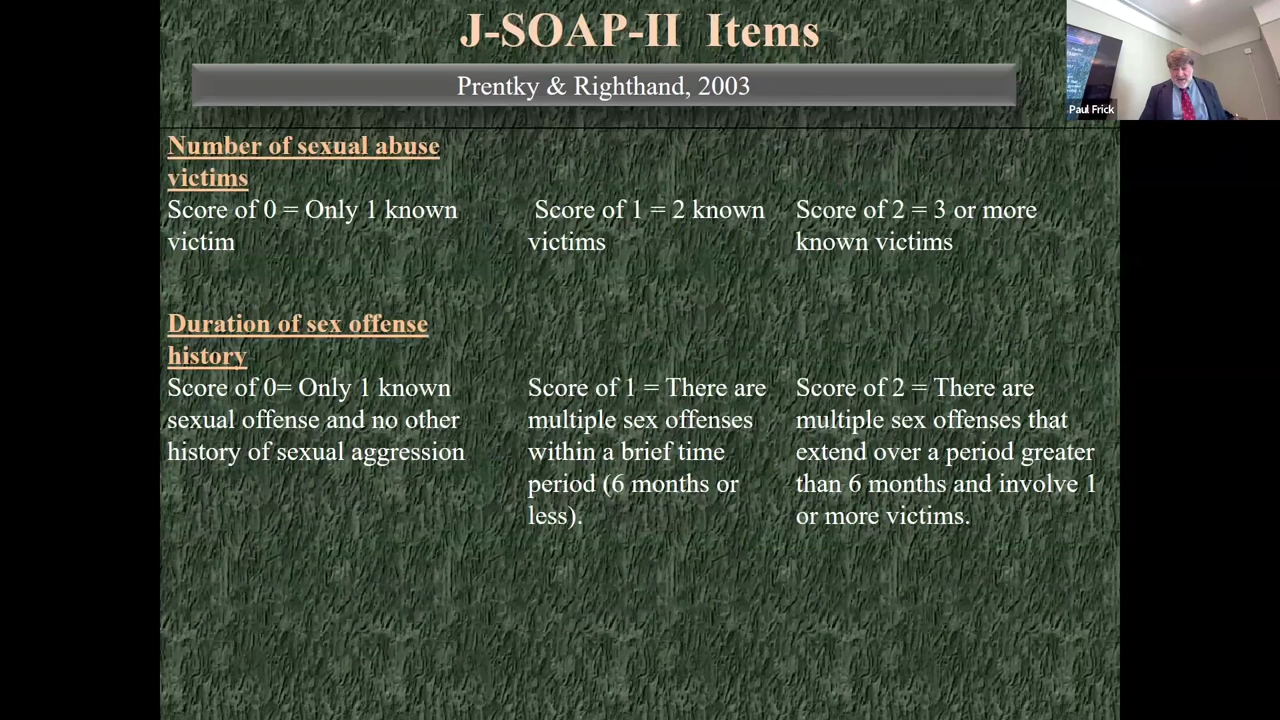 J-SOAP-II Items
Prentky & Righthand, 2003
Paul Frick
Number of sexual abuse
victims
Score of 0 = Only 1 known
victim
Score of 1 = 2 known
victims
Score of 2 = 3 or more
known victims
Duration of sex offense
history
Score of 0= Only 1 known
sexual offense and no other
history of sexual aggression
Score of 1 = There are
multiple sex offenses
within a brief time
period (6 months or
less).
Score of 2 = There are
multiple sex offenses that
extend over a period greater
than 6 months and involve 1
or more victims.